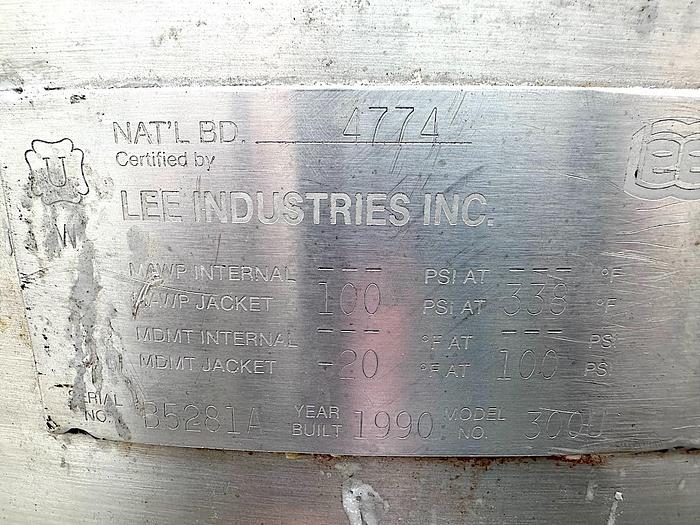 NAT'L BD. 4774
Certified by
U
W
LEE
LEE INDUSTRIES INC.
MAWP INTERNAL --- PSI AT --- °F
MAWP JACKET 100 PSI AT 338 °F
MDMT INTERNAL --- °F AT --- PSI
MDMT JACKET -20 °F AT 100 PSI
SERIAL NO. B5281A YEAR BUILT 1990 MODEL NO. 300U